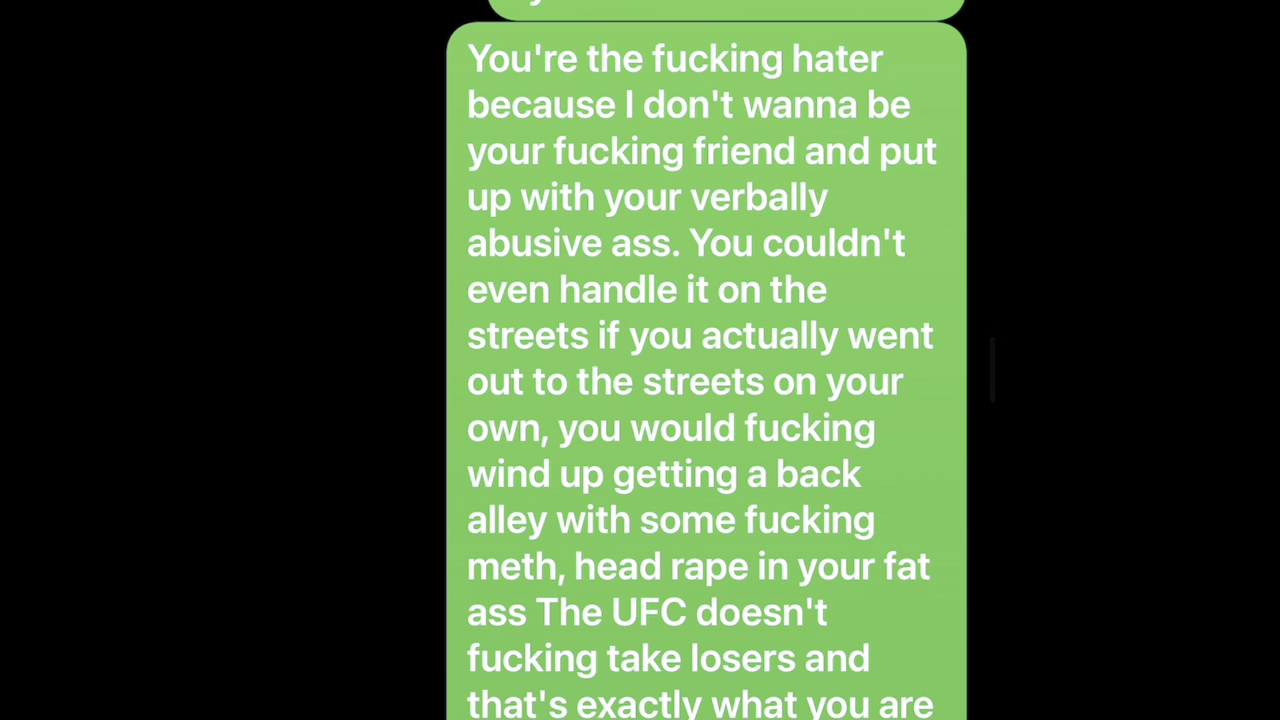 You're the fucking hater
because I don't wanna be
your fucking friend and put
up with your verbally
abusive ass. You couldn't
even handle it on the
streets if you actually went
out to the streets on your
own, you would fucking
wind up getting a back
alley with some fucking
meth, head rape in your fat
ass The UFC doesn't
fucking take losers and
that's exactly what you are